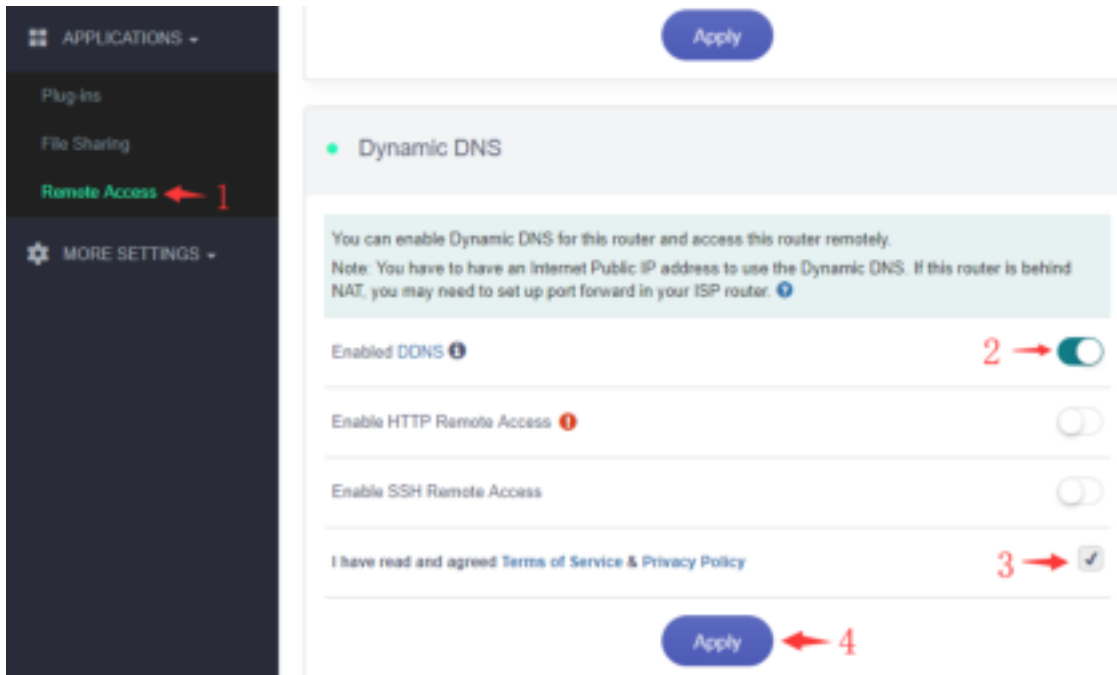 APPLICATIONS
Plug-ins
File Sharing
Remote Access
1
MORE SETTINGS
Apply
Dynamic DNS
You can enable Dynamic DNS for this router and access this router remotely.
Note: You have to have an Internet Public IP address to use the Dynamic DNS. If this router is behind
NAT, you may need to set up port forward in your ISP router.
Enabled DDNS
2
Enable HTTP Remote Access
Enable SSH Remote Access
I have read and agreed Terms of Service & Privacy Policy
3
Apply
4